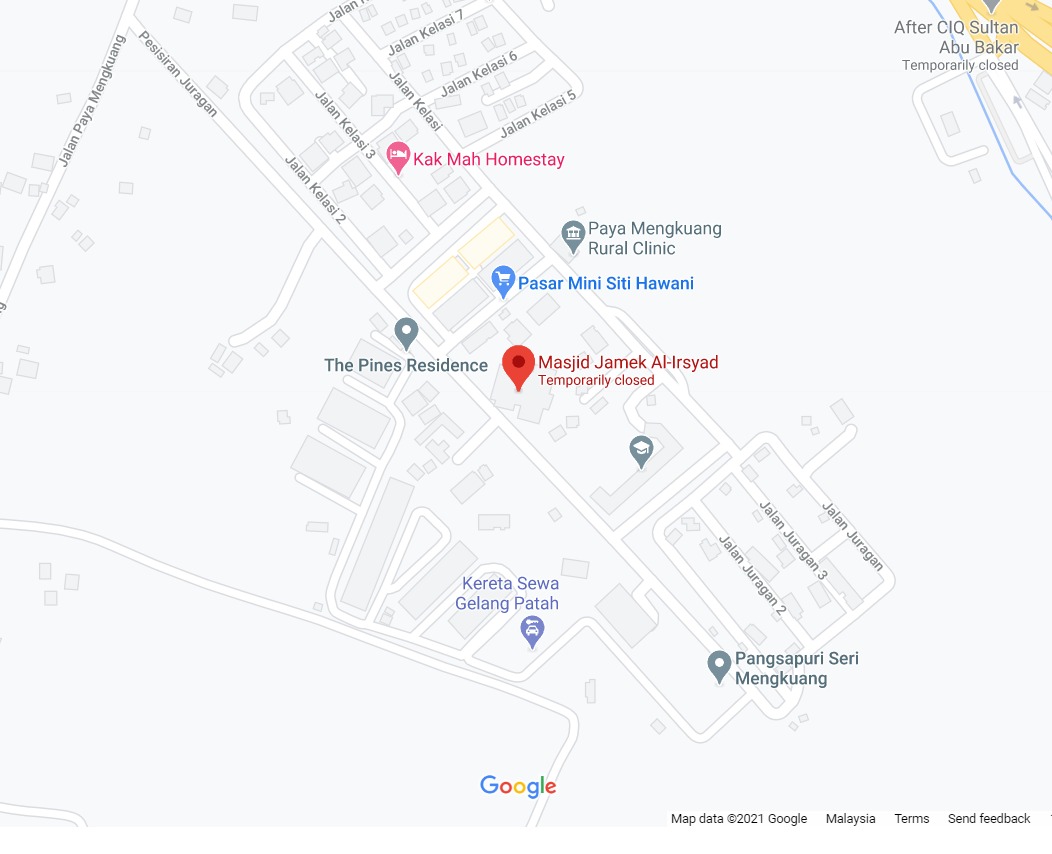 Jalan
Jalan Kelasi 7
Pesisiran Juragan
After CIQ Sultan
Abu Bakar
Temporarily closed
Jalan Paya Mengkuang
Jalan Kelasi 6
Jalan Kelasi
Jalan Kelasi 5
Jalan Kelasi 3
Kak Mah Homestay
Jalan Kelasi 2
Paya Mengkuang
Rural Clinic
Pasar Mini Siti Hawani
The Pines Residence
Masjid Jamek Al-Irsyad
Temporarily closed
Jalan Juragan
Jalan Juragan 3
Jalan Juragan 2
Kereta Sewa
Gelang Patah
Pangsapuri Seri
Mengkuang
Google
Map data ©2021 Google Malaysia Terms Send feedback